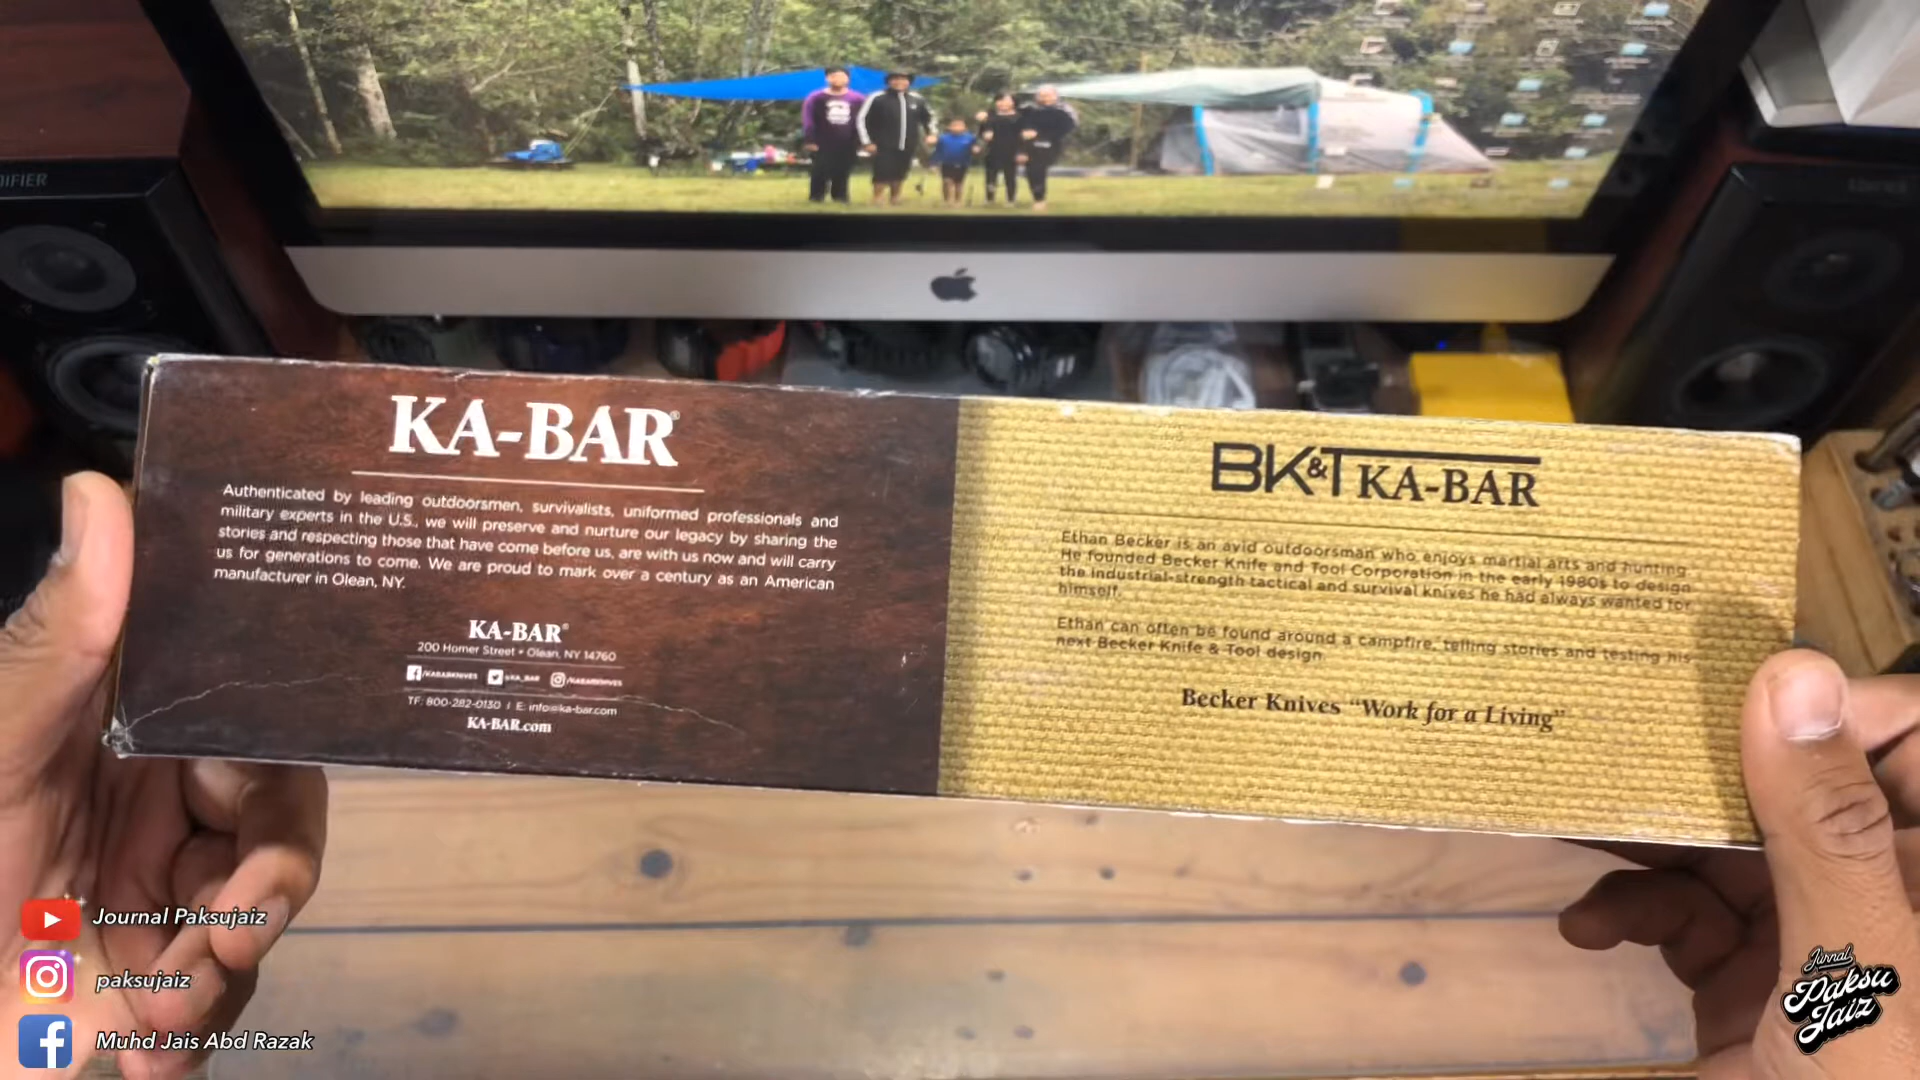 KA-BAR®
Authenticated by leading outdoorsmen, survivalists, uniformed professionals and
military experts in the U.S., we will preserve and nurture our legacy by sharing the
stories and respecting those that have come before us, are with us now and will carry
us for generations to come. We are proud to mark over a century as an American
manufacturer in Olean, NY.
KA-BAR®
200 Homer Street • Olean, NY 14760
/KABARKNIVES @KA_BAR /KABARKNIVES
TF: 800-282-0130 / E: info@ka-bar.com
KA-BAR.com
BK&T KA-BAR
Ethan Becker is an avid outdoorsman who enjoys martial arts and hunting.
He founded Becker Knife and Tool Corporation in the early 1980s to design
the industrial-strength tactical and survival knives he had always wanted for
himself.
Ethan can often be found around a campfire, telling stories and testing his
next Becker Knife & Tool design.
Becker Knives "Work for a Living"
Journal Paksujaiz
paksujaiz
Muhd Jais Abd Razak
Jurnal
Paksu
Jaiz